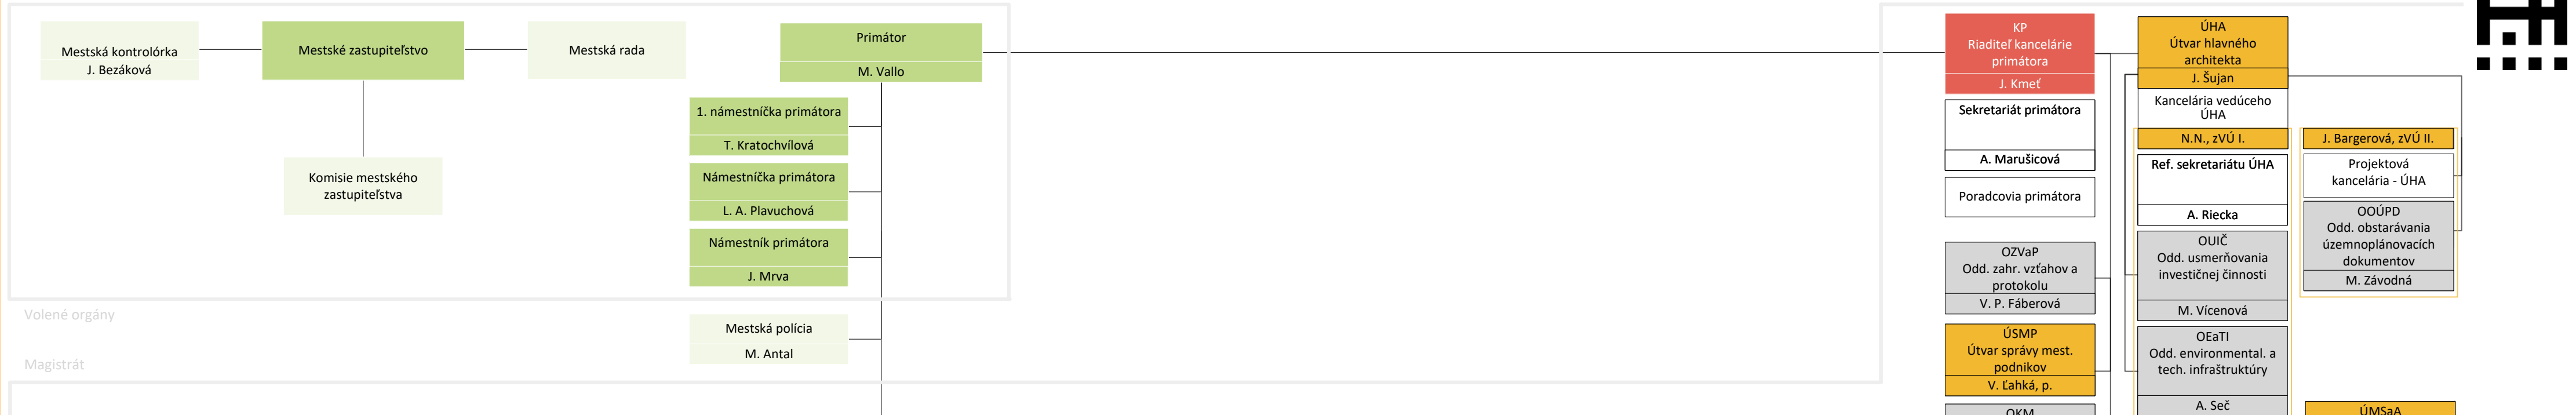 Mestská kontrolórka
J. Bezáková
Mestské zastupiteľstvo
Mestská rada
Komisie mestského
zastupiteľstva
Primátor
M. Vallo
1. námestníčka primátora
T. Kratochvílová
Námestníčka primátora
L. A. Plavuchová
Námestník primátora
J. Mrva
Volené orgány
Magistrát
Mestská polícia
M. Antal
KP
Riaditeľ kancelárie
primátora
J. Kmeť
Sekretariát primátora
A. Marušicová
Poradcovia primátora
OZVaP
Odd. zahr. vzťahov a
protokolu
V. P. Fáberová
ÚSMP
Útvar správy mest.
podnikov
V. Ľahká, p.
OKM
ÚHA
Útvar hlavného
architekta
J. Šujan
Kancelária vedúceho
ÚHA
N.N., zVÚ I.
Ref. sekretariátu ÚHA
A. Riecka
OUIČ
Odd. usmerňovania
investičnej činnosti
M. Vícenová
OEaTI
Odd. environmental. a
tech. infraštruktúry
A. Seč
J. Bargerová, zVÚ II.
Projektová
kancelária - ÚHA
OOÚPD
Odd. obstarávania
územnoplánovacích
dokumentov
M. Závodná
ÚMSaA